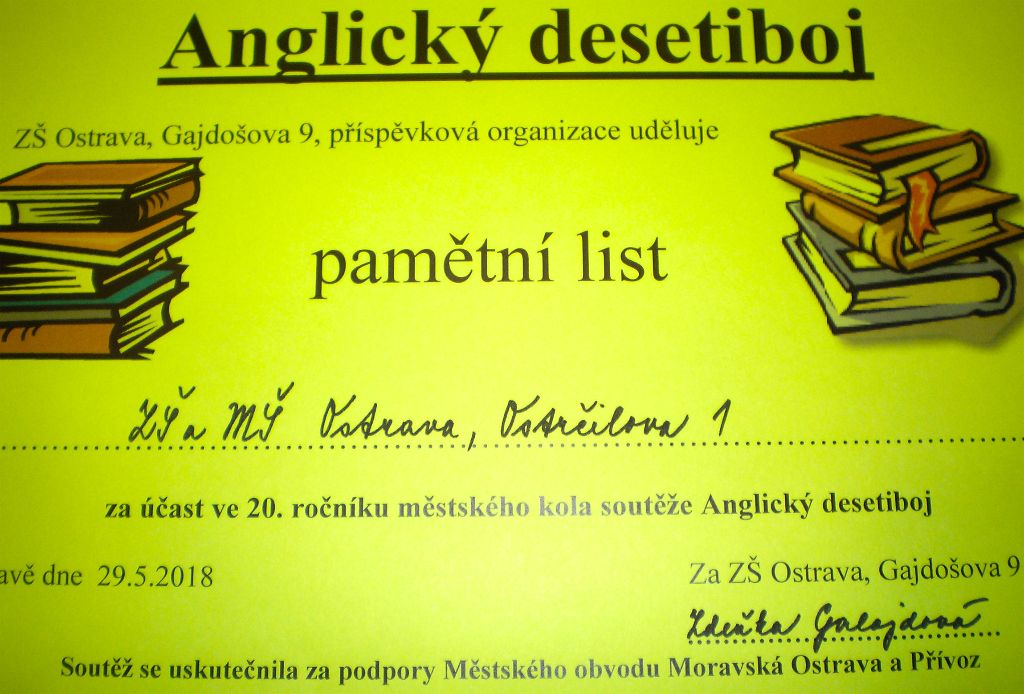 Anglický desetiboj
ZŠ Ostrava, Gajdošova 9, příspěvková organizace uděluje
pamětní list
ZŠ a MŠ Ostrava, Ostrčilova 1
za účast ve 20. ročníku městského kola soutěže Anglický desetiboj
avě dne 29.5.2018
Za ZŠ Ostrava, Gajdošova 9
Zdeňka Galajdová
Soutěž se uskutečnila za podpory Městského obvodu Moravská Ostrava a Přívoz